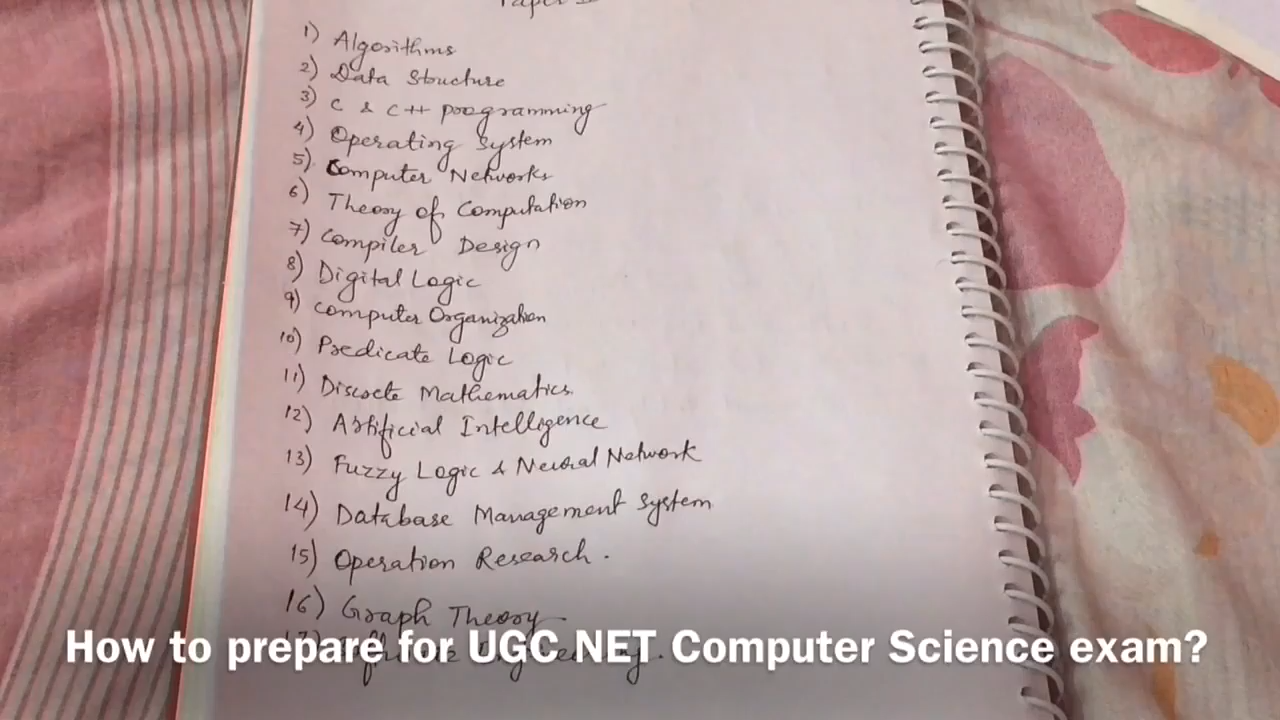 Paper
1) Algorithms
2) Data Structure
3) C & C++ programming
4) Operating System
5) Computer Networks
6) Theory of Computation
7) Compiler Design
8) Digital Logic
9) Computer Organization
10) Predicate Logic
11) Discrete Mathematics.
12) Artificial Intelligence
13) Fuzzy Logic & Neural Network
14) Database Management System
15) Operation Research.
16) Graph Theory
How to prepare for UGC NET Computer Science exam?